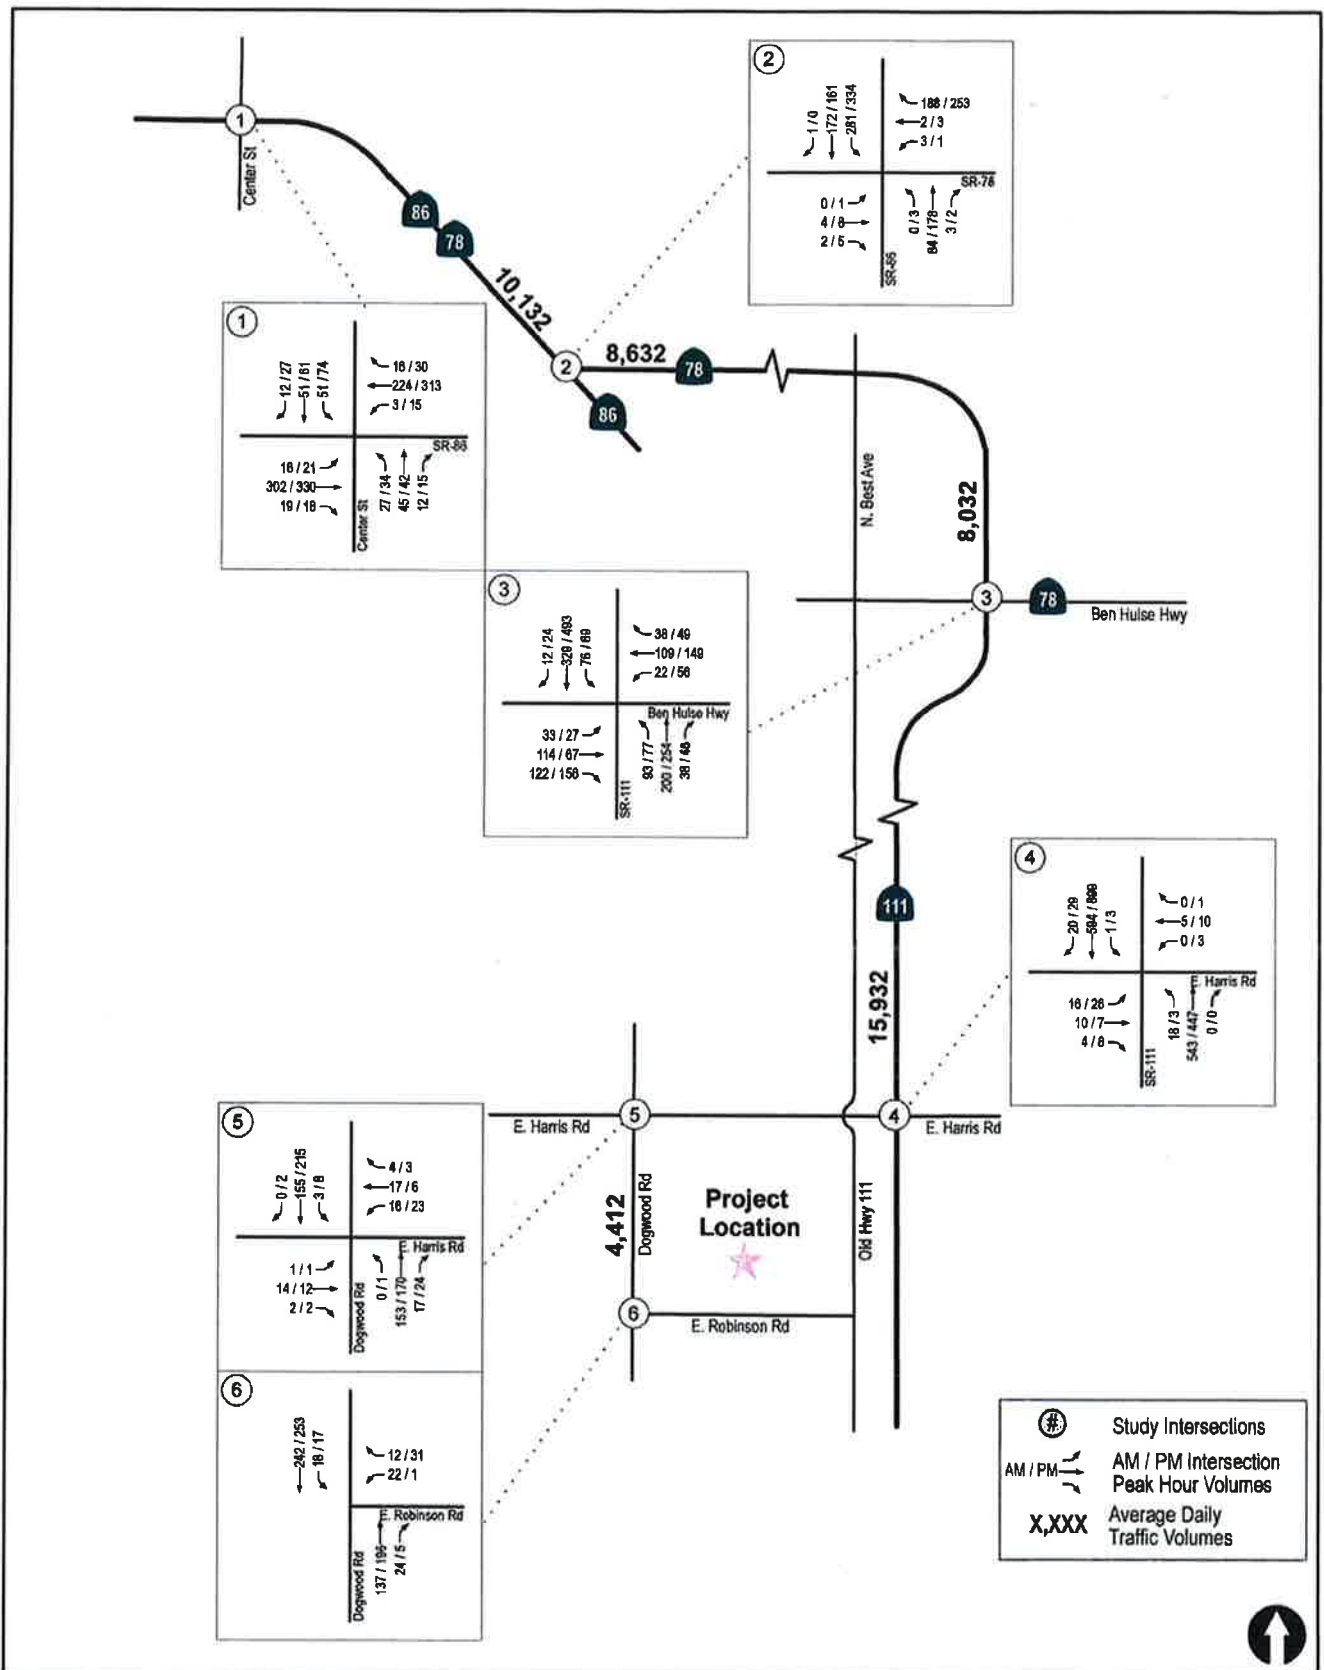 1
Center St
86
78
10,132
2
8,632
78
86
N. Best Ave
8,032
3
78
Ben Hulse Hwy
111
15,932
4
E. Harris Rd
E. Harris Rd
5
4,412
Dogwood Rd
Project
Location
Old Hwy 111
6
E. Robinson Rd
1
12 / 27
51 / 61
51 / 74
16 / 30
224 / 313
3 / 15
SR-86
16 / 21
302 / 330
19 / 18
27 / 34
45 / 42
12 / 15
Center St
2
1 / 0
172 / 161
281 / 334
188 / 253
2 / 3
3 / 1
SR-78
0 / 1
4 / 8
2 / 5
0 / 3
84 / 178
3 / 2
SR-86
3
12 / 24
329 / 493
76 / 69
38 / 49
109 / 149
22 / 56
Ben Hulse Hwy
33 / 27
114 / 67
122 / 156
93 / 77
200 / 254
38 / 46
SR-111
4
20 / 29
1 / 3
0 / 1
5 / 10
0 / 3
E. Harris Rd
16 / 26
10 / 7
4 / 8
18 / 3
543 / 447
0 / 0
SR-111
5
0 / 2
155 / 215
3 / 8
4 / 3
17 / 6
16 / 23
E. Harris Rd
1 / 1
14 / 12
2 / 2
0 / 1
153 / 170
17 / 24
Dogwood Rd
6
242 / 253
18 / 17
12 / 31
22 / 1
E. Robinson Rd
137 / 196
24 / 5
Dogwood Rd
# Study Intersections
AM / PM AM / PM Intersection
Peak Hour Volumes
X,XXX Average Daily
Traffic Volumes